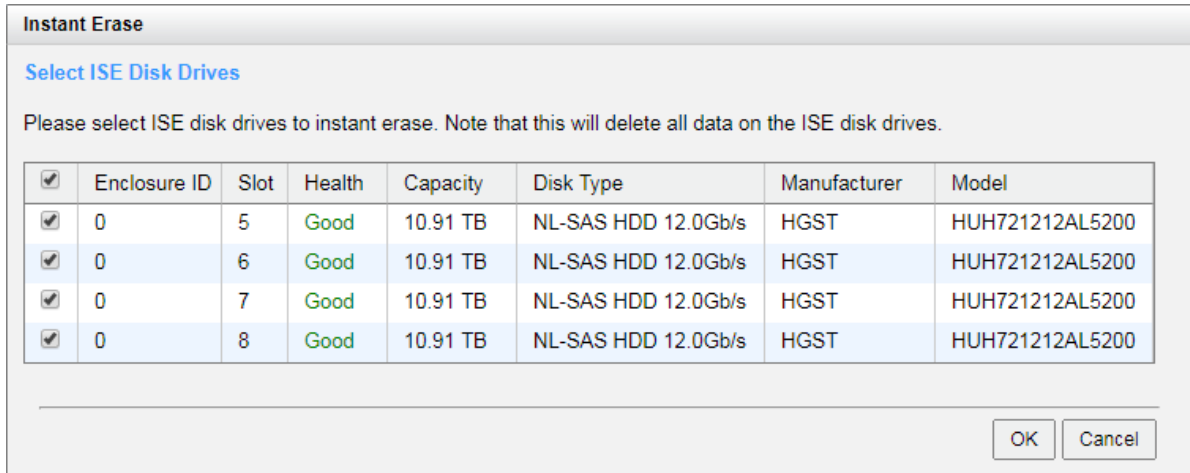 Instant Erase
Select ISE Disk Drives
Please select ISE disk drives to instant erase. Note that this will delete all data on the ISE disk drives.
Enclosure ID Slot Health Capacity Disk Type Manufacturer Model
0 5 Good 10.91 TB NL-SAS HDD 12.0Gb/s HGST HUH721212AL5200
0 6 Good 10.91 TB NL-SAS HDD 12.0Gb/s HGST HUH721212AL5200
0 7 Good 10.91 TB NL-SAS HDD 12.0Gb/s HGST HUH721212AL5200
0 8 Good 10.91 TB NL-SAS HDD 12.0Gb/s HGST HUH721212AL5200
OK Cancel